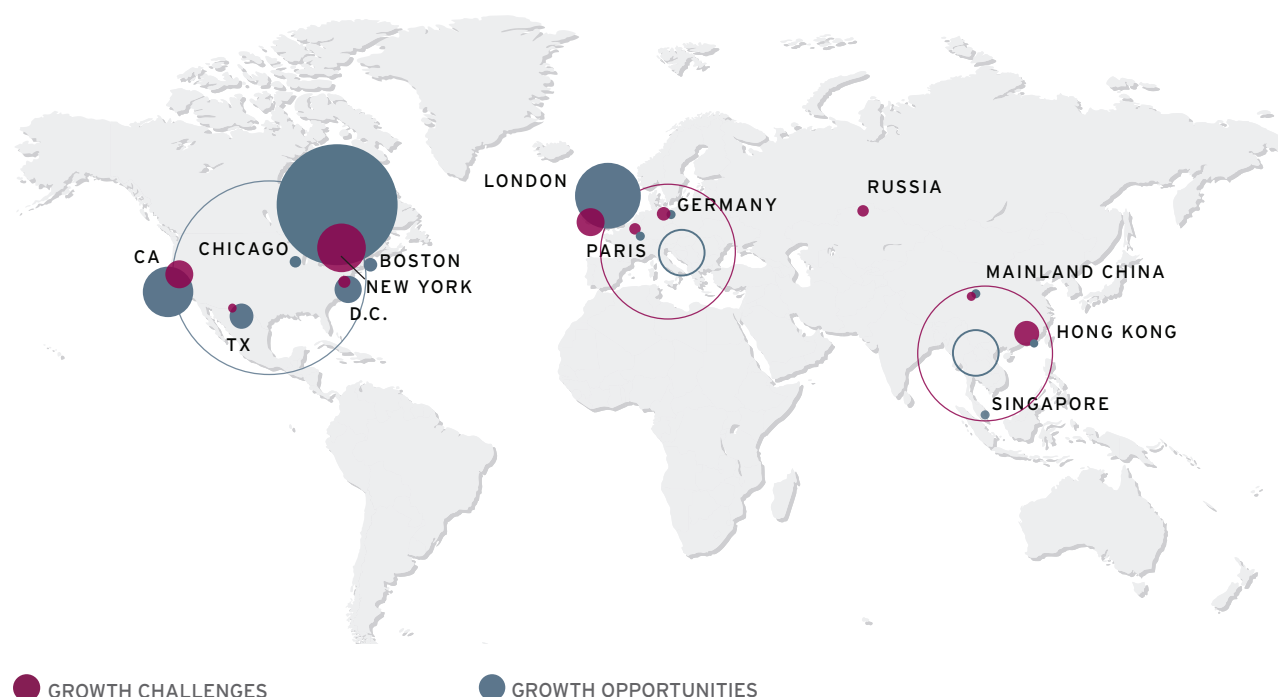 LONDON
RUSSIA
GERMANY
CHICAGO
PARIS
CA
BOSTON
MAINLAND CHINA
NEW YORK
D.C.
HONG KONG
TX
SINGAPORE
GROWTH CHALLENGES
GROWTH OPPORTUNITIES